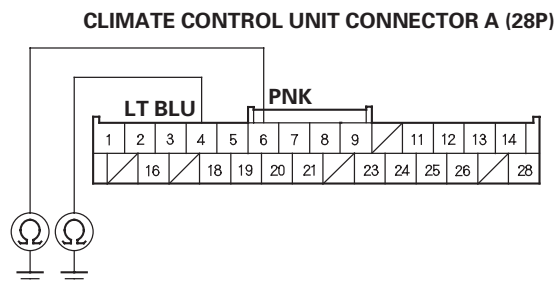 CLIMATE CONTROL UNIT CONNECTOR A (28P)
LT BLU PNK
1 2 3 4 5 6 7 8 9 11 12 13 14
16 18 19 20 21 23 24 25 26 28
Ω Ω